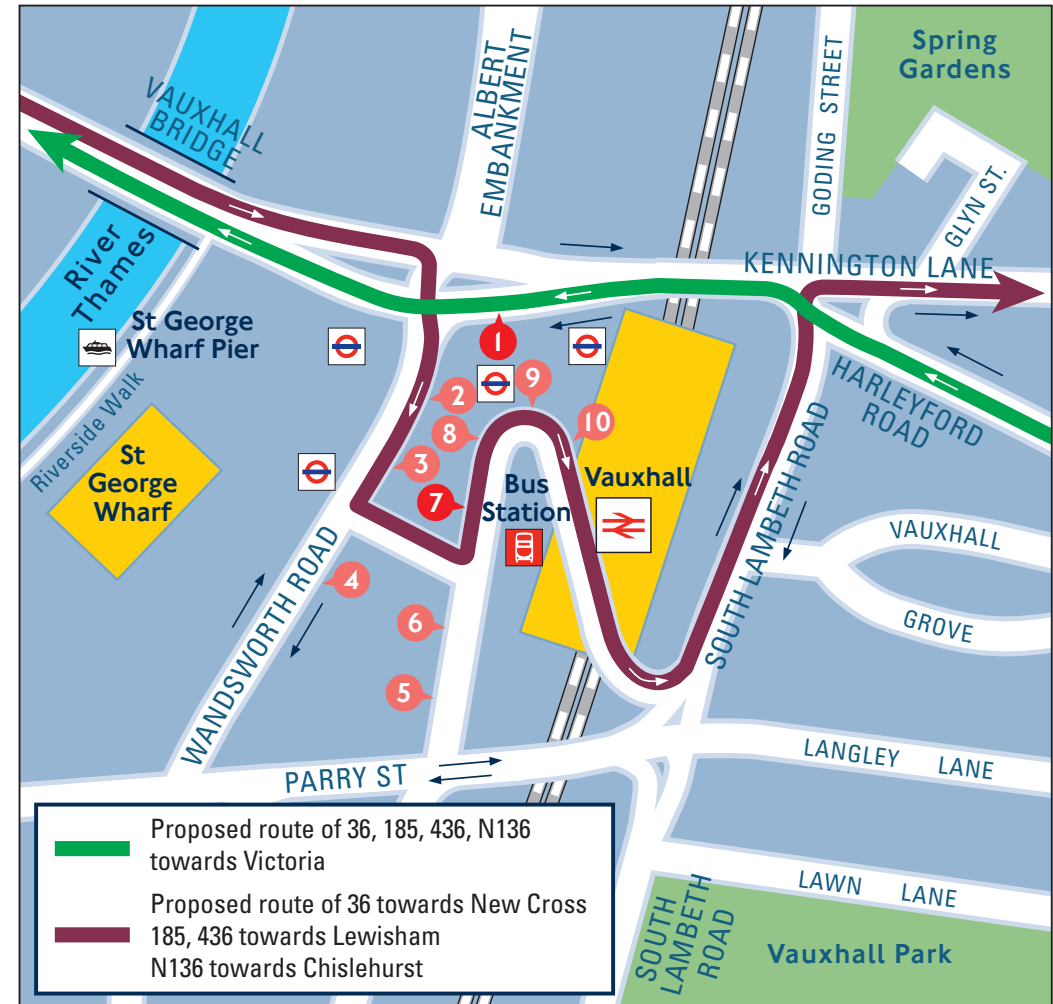 VAUXHALL
BRIDGE
ALBERT
EMBANKMENT
GODING STREET
Spring
Gardens
GLYN ST.
River
Thames
KENNINGTON LANE
St George
Wharf Pier
Riverside Walk
1
2
9
8
10
3
7
HARLEYFORD
ROAD
St
George
Wharf
Bus
Station
Vauxhall
SOUTH LAMBETH ROAD
VAUXHALL
GROVE
WANDSWORTH ROAD
4
6
5
PARRY ST
LANGLEY LANE
LAWN LANE
SOUTH
LAMBETH
ROAD
Vauxhall Park
Proposed route of 36, 185, 436, N136
towards Victoria
Proposed route of 36 towards New Cross
185, 436 towards Lewisham
N136 towards Chislehurst